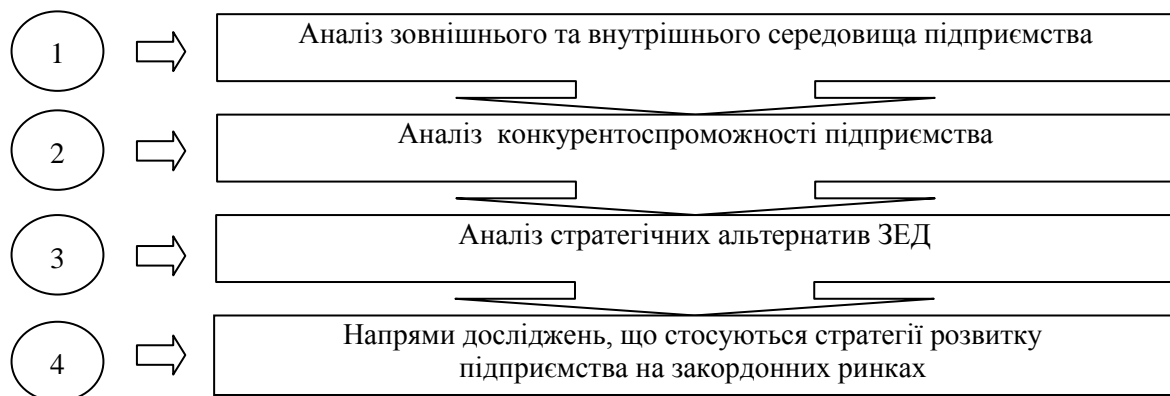 1
Аналіз зовнішнього та внутрішнього середовища підприємства
2
Аналіз конкурентоспроможності підприємства
3
Аналіз стратегічних альтернатив ЗЕД
4
Напрями досліджень, що стосуються стратегії розвитку
підприємства на закордонних ринках